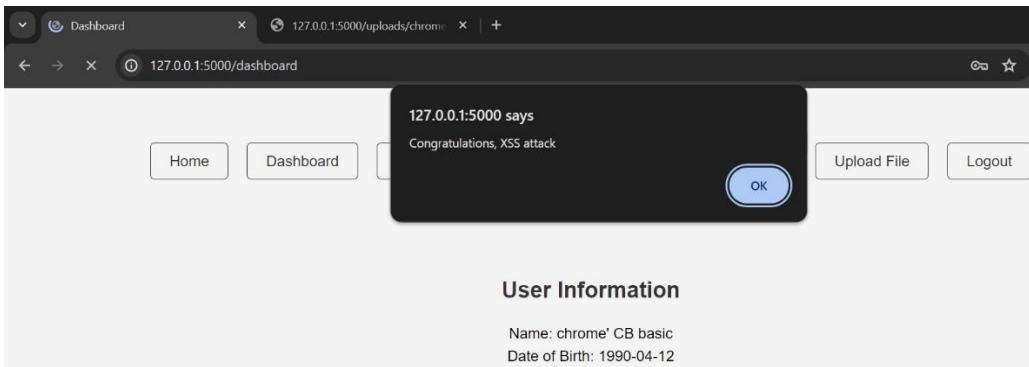 Dashboard
127.0.0.1:5000/uploads/chrome
127.0.0.1:5000/dashboard
127.0.0.1:5000 says
Congratulations, XSS attack
OK
Home
Dashboard
Upload File
Logout
User Information
Name: chrome' CB basic
Date of Birth: 1990-04-12